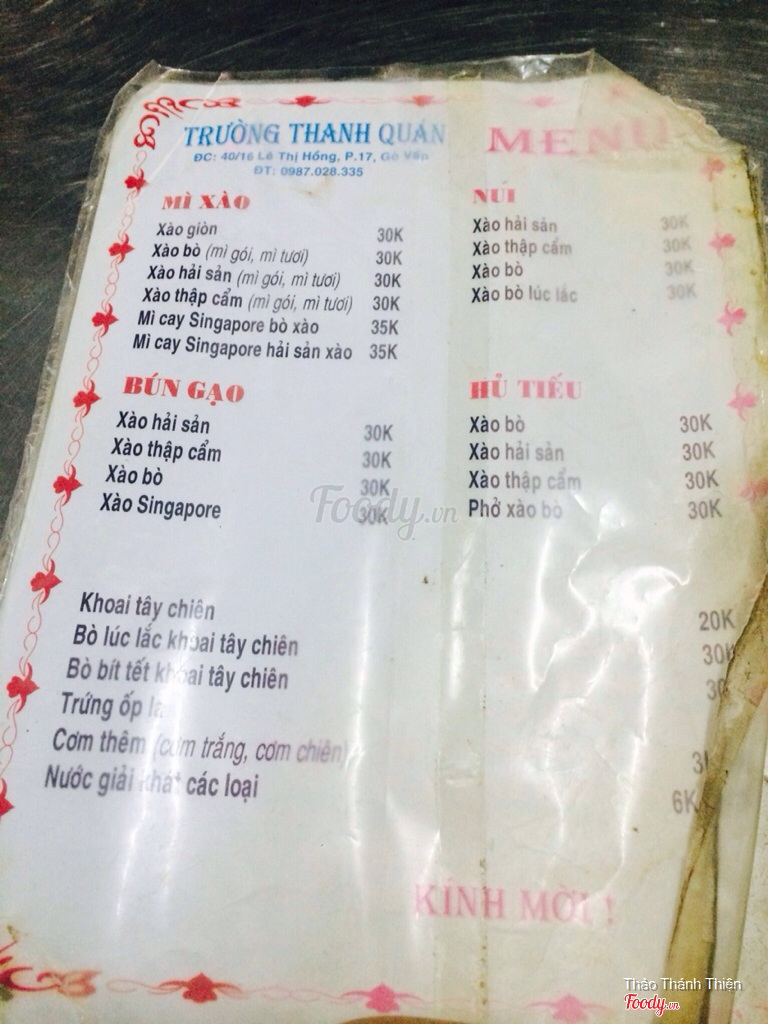 TRƯỜNG THANH QUÁN
MENU
ĐC: 40/16 Lê Thị Hồng, P.17, Gò Vấp
ĐT: 0987.028.335
MÌ XÀO
Xào giòn 30K
Xào bò (mì gói, mì tươi) 30K
Xào hải sản (mì gói, mì tươi) 30K
Xào thập cẩm (mì gói, mì tươi) 30K
Mì cay Singapore bò xào 35K
Mì cay Singapore hải sản xào 35K
NUI
Xào hải sản 30K
Xào thập cẩm 30K
Xào bò 30K
Xào bò lúc lắc 30K
BÚN GẠO
Xào hải sản 30K
Xào thập cẩm 30K
Xào bò 30K
Xào Singapore 30K
HỦ TIẾU
Xào bò 30K
Xào hải sản 30K
Xào thập cẩm 30K
Phở xào bò 30K
Khoai tây chiên 20K
Bò lúc lắc khoai tây chiên 30K
Bò bít tết khoai tây chiên 30
Trứng ốp la
Cơm thêm (cơm trắng, cơm chiên)
Nước giải khát các loại 6K
KÍNH MỜI !
Foody.vn
Thảo Thánh Thiện
Foody.vn